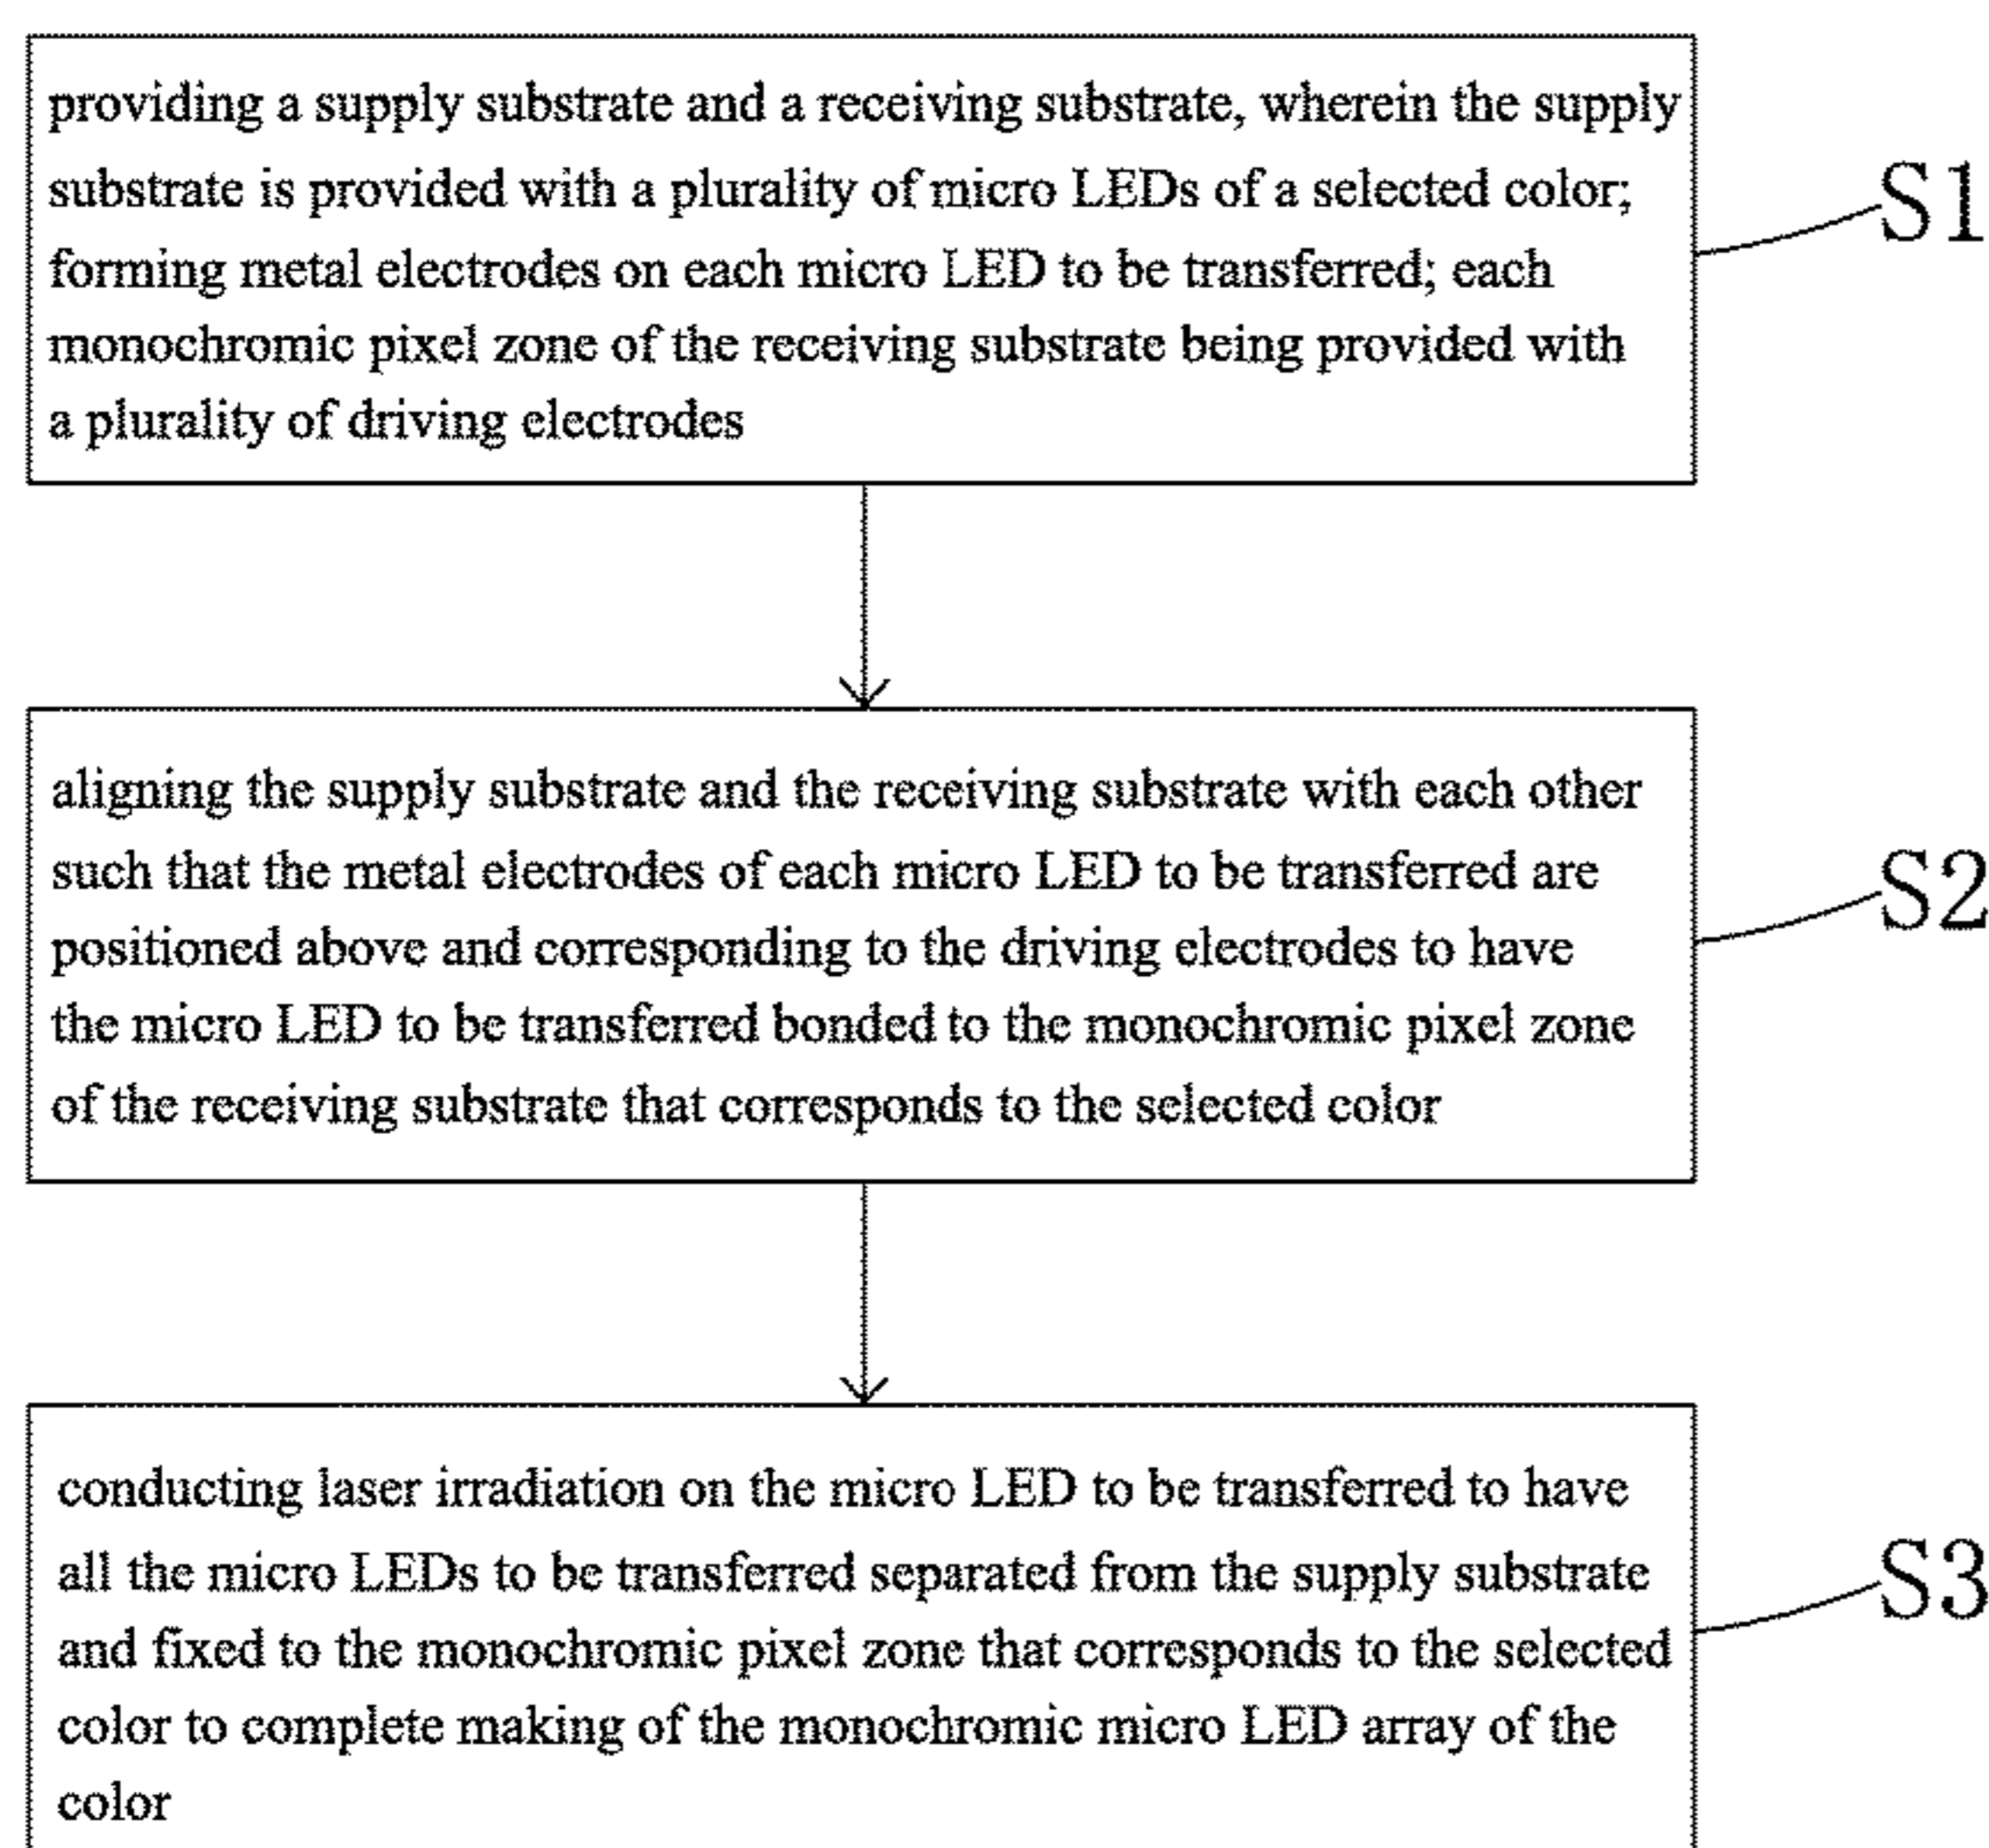 providing a supply substrate and a receiving substrate, wherein the supply
substrate is provided with a plurality of micro LEDs of a selected color;
forming metal electrodes on each micro LED to be transferred; each
monochromic pixel zone of the receiving substrate being provided with
a plurality of driving electrodes
S1
aligning the supply substrate and the receiving substrate with each other
such that the metal electrodes of each micro LED to be transferred are
positioned above and corresponding to the driving electrodes to have
the micro LED to be transferred bonded to the monochromic pixel zone
of the receiving substrate that corresponds to the selected color
S2
conducting laser irradiation on the micro LED to be transferred to have
all the micro LEDs to be transferred separated from the supply substrate
and fixed to the monochromic pixel zone that corresponds to the selected
color to complete making of the monochromic micro LED array of the
color
S3